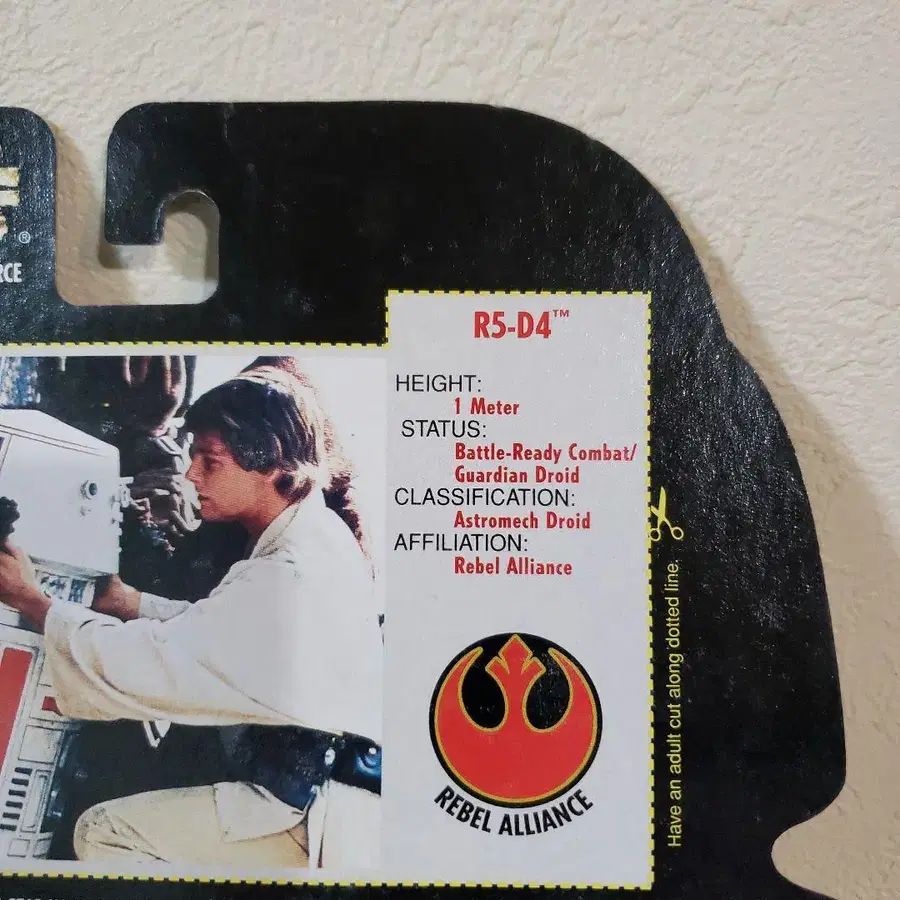 ®
RCE
R5-D4™
HEIGHT:
1 Meter
STATUS:
Battle-Ready Combat/
Guardian Droid
CLASSIFICATION:
Astromech Droid
AFFILIATION:
Rebel Alliance
REBEL ALLIANCE
Have an adult cut along dotted line.